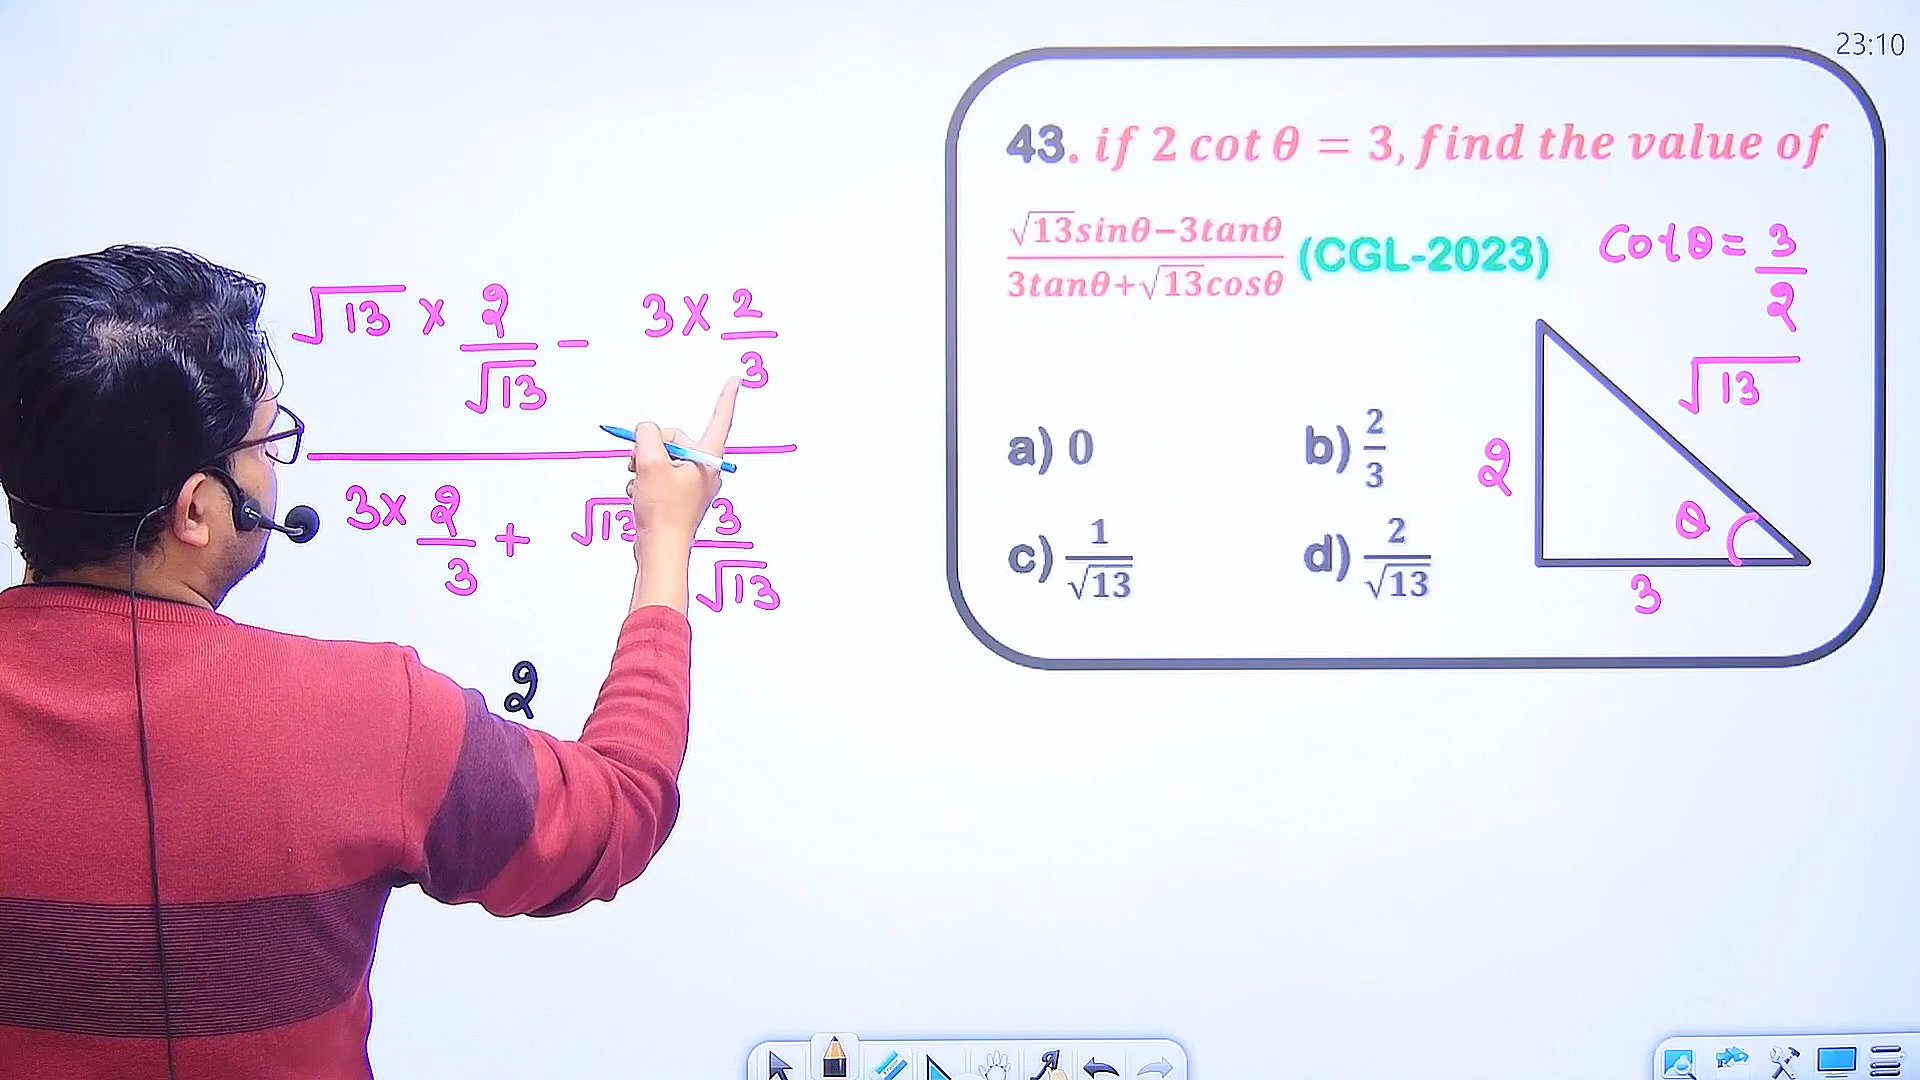 23:10
43. if 2 cot θ = 3, find the value of
√13sinθ−3tanθ / 3tanθ+√13cosθ (CGL-2023)
a) 0 b) 2/3
c) 1/√13 d) 2/√13
Cot θ = 3/2
√13
2
θ
3
√13 × 2/√13 − 3 × 2/3
3 × 2/3 + √13 3/√13
2